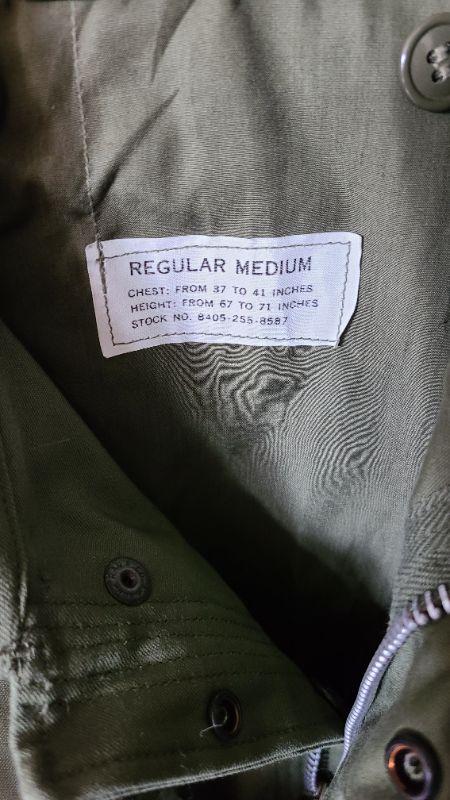 REGULAR MEDIUM
CHEST: FROM 37 TO 41 INCHES
HEIGHT: FROM 67 TO 71 INCHES
STOCK NO. 8405-255-8587